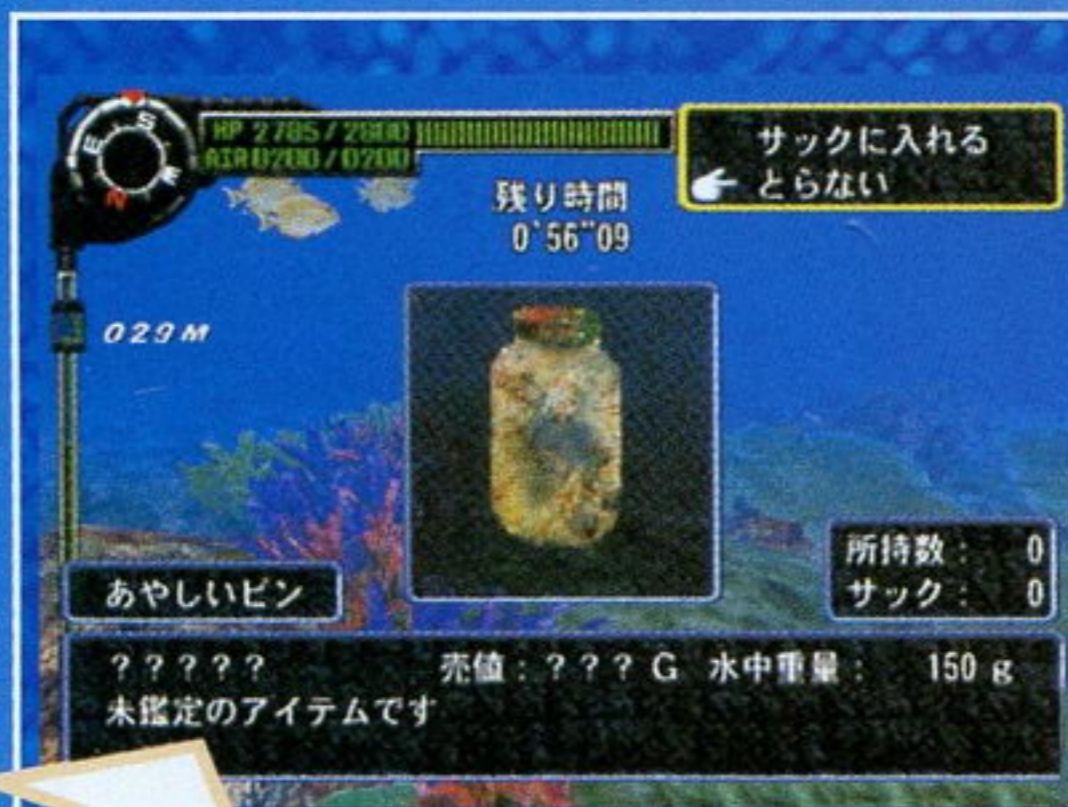 S
E
W
N
HP 2785/2800
AIR 0200/0200
サックに入れる
とらない
残り時間
0'56"09
029M
所持数: 0
サック: 0
あやしいビン
????? 売値:???G 水中重量: 150 g
未鑑定のアイテムです